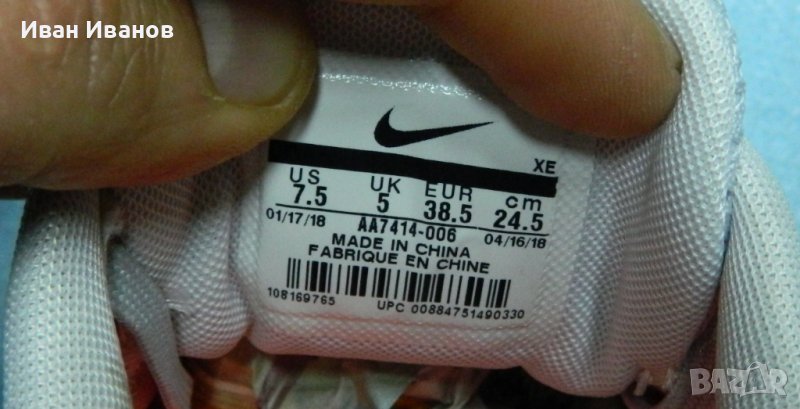 Иван Иванов
XE
US UK EUR cm
7.5 5 38.5 24.5
01/17/18 AA7414-006 04/16/18
MADE IN CHINA
FABRIQUE EN CHINE
108169765 UPC 00884751490330
BAZAR